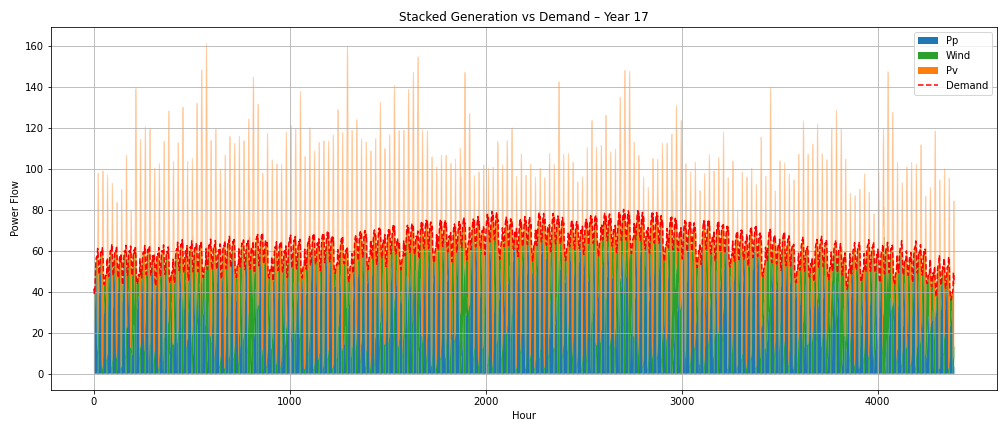 Stacked Generation vs Demand – Year 17
Pp
Wind
Pv
Demand
Power Flow
160
140
120
100
80
60
40
20
0
0 1000 2000 3000 4000
Hour